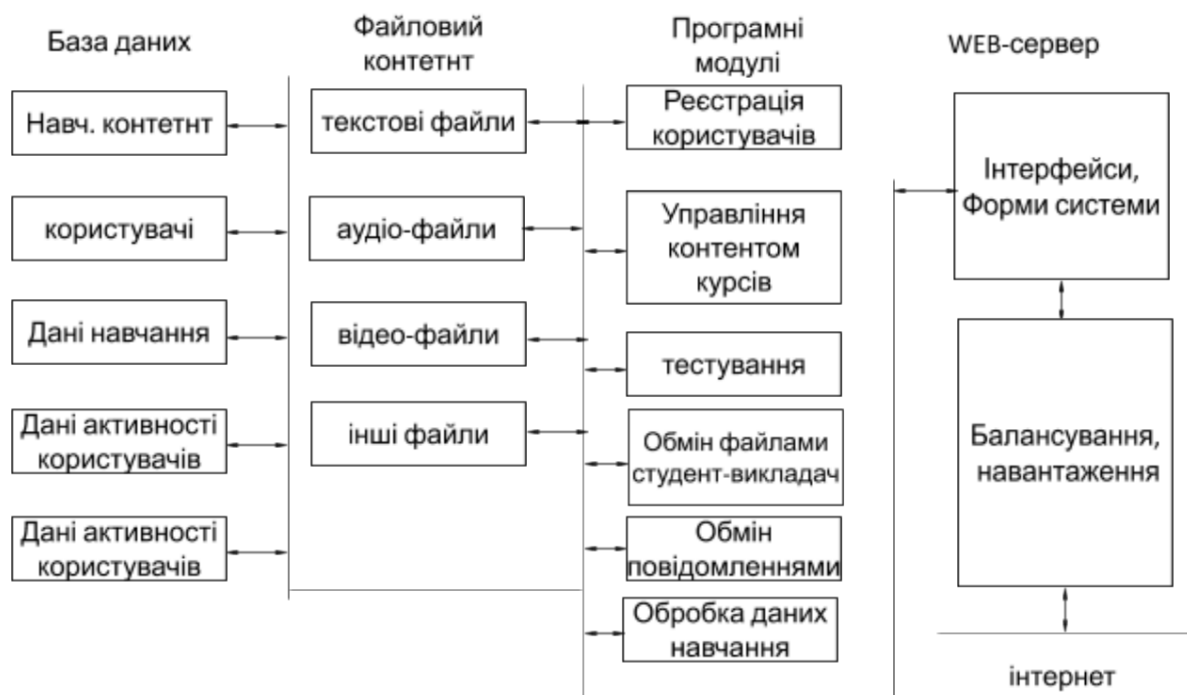 База даних
Навч. контетнт
користувачі
Дані навчання
Дані активності
користувачів
Дані активності
користувачів
Файловий
контетнт
текстові файли
аудіо-файли
відео-файли
інші файли
Програмні
модулі
Реєстрація
користувачів
Управління
контентом
курсів
тестування
Обмін файлами
студент-викладач
Обмін
повідомленнями
Обробка даних
навчання
WEB-сервер
Інтерфейси,
Форми системи
Балансування,
навантаження
інтернет